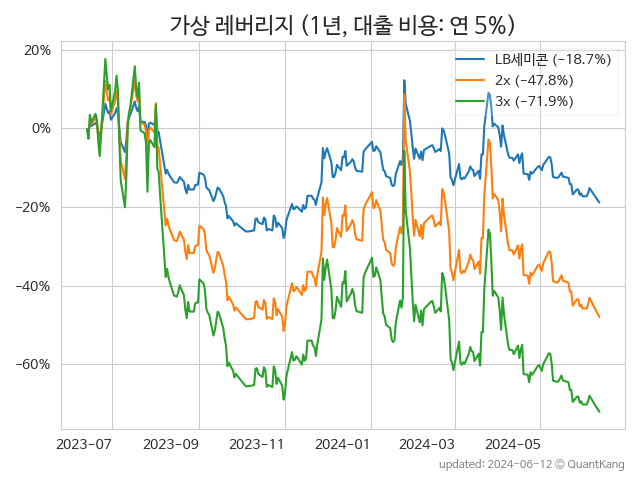 가상 레버리지 (1년, 대출 비용: 연 5%)
LB세미콘 (−18.7%)
2x (−47.8%)
3x (−71.9%)
20%
0%
−20%
−40%
−60%
2023-07 2023-09 2023-11 2024-01 2024-03 2024-05
updated: 2024-06-12 © QuantKang